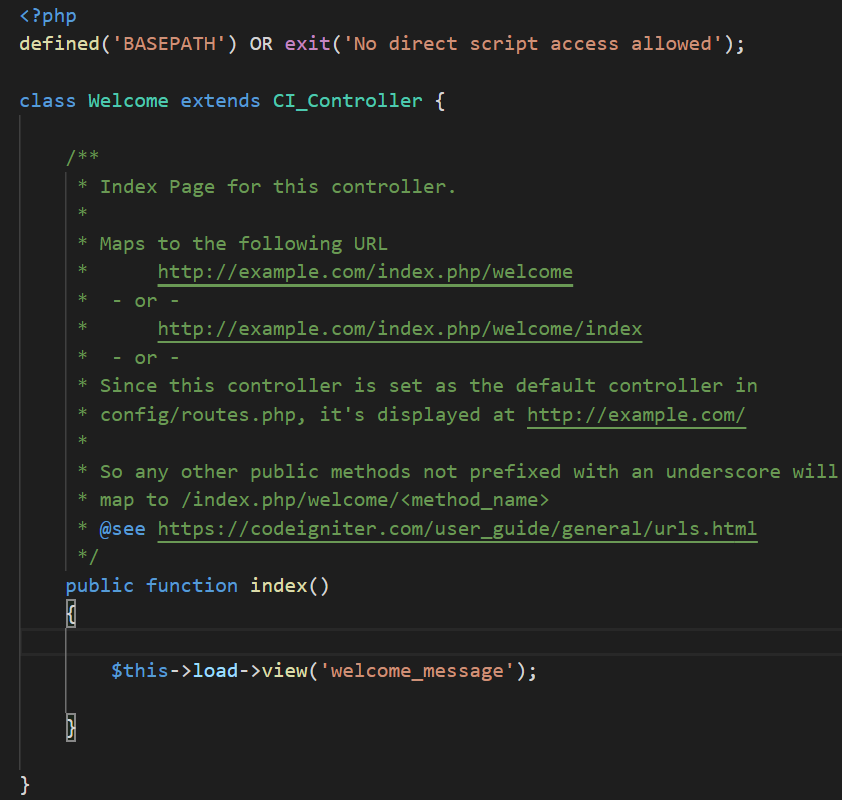 <?php
defined('BASEPATH') OR exit('No direct script access allowed');
class Welcome extends CI_Controller {
/**
* Index Page for this controller.
*
* Maps to the following URL
* http://example.com/index.php/welcome
* - or -
* http://example.com/index.php/welcome/index
* - or -
* Since this controller is set as the default controller in
* config/routes.php, it's displayed at http://example.com/
*
* So any other public methods not prefixed with an underscore will
* map to /index.php/welcome/<method_name>
* @see https://codeigniter.com/user_guide/general/urls.html
*/
public function index()
{
$this->load->view('welcome_message');
}
}